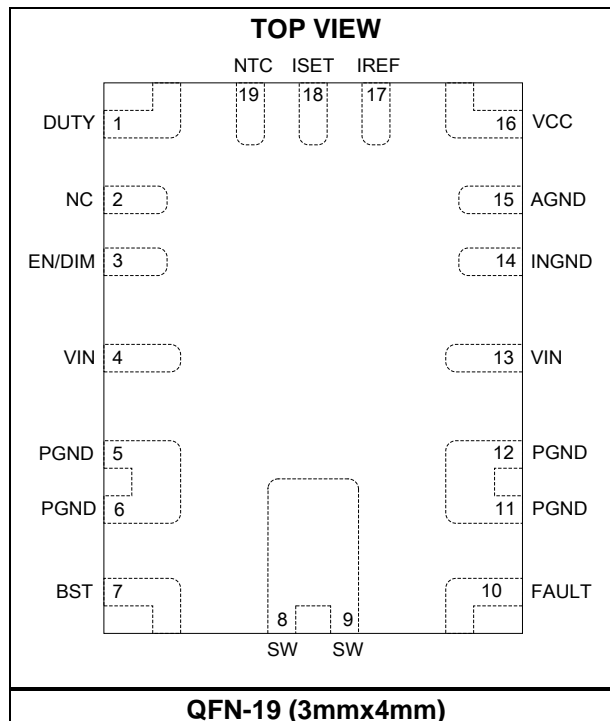 TOP VIEW
NTC ISET IREF
19 18 17
DUTY 1 16 VCC
NC 2 15 AGND
EN/DIM 3 14 INGND
VIN 4 13 VIN
PGND 5 12 PGND
PGND 6 11 PGND
BST 7 10 FAULT
8 9
SW SW
QFN-19 (3mmx4mm)